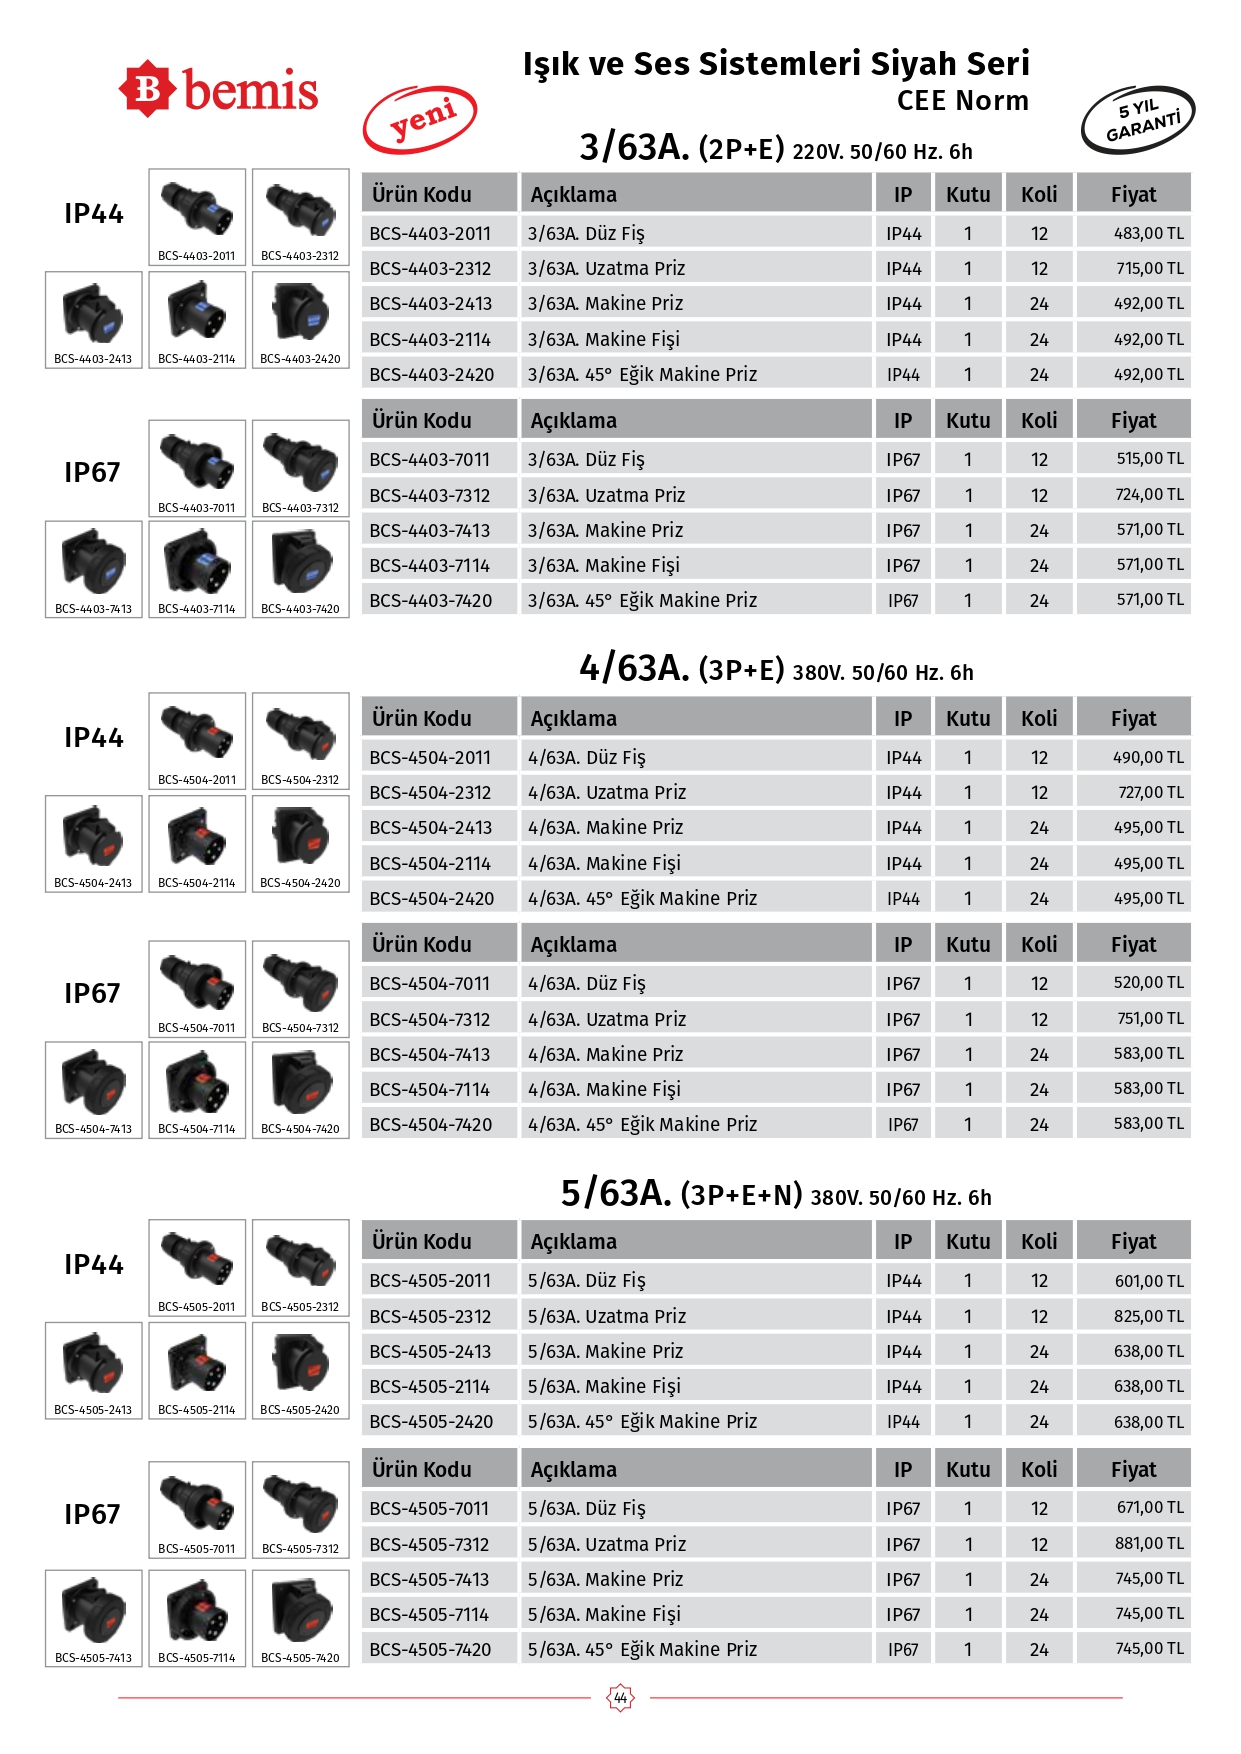 B bemis
yeni
Işık ve Ses Sistemleri Siyah Seri
CEE Norm
5 YIL
GARANTİ
3/63A. (2P+E) 220V. 50/60 Hz. 6h
IP44
BCS-4403-2011 BCS-4403-2312
BCS-4403-2413 BCS-4403-2114 BCS-4403-2420
Ürün Kodu Açıklama IP Kutu Koli Fiyat
BCS-4403-2011 3/63A. Düz Fiş IP44 1 12 483,00 TL
BCS-4403-2312 3/63A. Uzatma Priz IP44 1 12 715,00 TL
BCS-4403-2413 3/63A. Makine Priz IP44 1 24 492,00 TL
BCS-4403-2114 3/63A. Makine Fişi IP44 1 24 492,00 TL
BCS-4403-2420 3/63A. 45° Eğik Makine Priz IP44 1 24 492,00 TL
IP67
BCS-4403-7011 BCS-4403-7312
BCS-4403-7413 BCS-4403-7114 BCS-4403-7420
Ürün Kodu Açıklama IP Kutu Koli Fiyat
BCS-4403-7011 3/63A. Düz Fiş IP67 1 12 515,00 TL
BCS-4403-7312 3/63A. Uzatma Priz IP67 1 12 724,00 TL
BCS-4403-7413 3/63A. Makine Priz IP67 1 24 571,00 TL
BCS-4403-7114 3/63A. Makine Fişi IP67 1 24 571,00 TL
BCS-4403-7420 3/63A. 45° Eğik Makine Priz IP67 1 24 571,00 TL
4/63A. (3P+E) 380V. 50/60 Hz. 6h
IP44
BCS-4504-2011 BCS-4504-2312
BCS-4504-2413 BCS-4504-2114 BCS-4504-2420
Ürün Kodu Açıklama IP Kutu Koli Fiyat
BCS-4504-2011 4/63A. Düz Fiş IP44 1 12 490,00 TL
BCS-4504-2312 4/63A. Uzatma Priz IP44 1 12 727,00 TL
BCS-4504-2413 4/63A. Makine Priz IP44 1 24 495,00 TL
BCS-4504-2114 4/63A. Makine Fişi IP44 1 24 495,00 TL
BCS-4504-2420 4/63A. 45° Eğik Makine Priz IP44 1 24 495,00 TL
IP67
BCS-4504-7011 BCS-4504-7312
BCS-4504-7413 BCS-4504-7114 BCS-4504-7420
Ürün Kodu Açıklama IP Kutu Koli Fiyat
BCS-4504-7011 4/63A. Düz Fiş IP67 1 12 520,00 TL
BCS-4504-7312 4/63A. Uzatma Priz IP67 1 12 751,00 TL
BCS-4504-7413 4/63A. Makine Priz IP67 1 24 583,00 TL
BCS-4504-7114 4/63A. Makine Fişi IP67 1 24 583,00 TL
BCS-4504-7420 4/63A. 45° Eğik Makine Priz IP67 1 24 583,00 TL
5/63A. (3P+E+N) 380V. 50/60 Hz. 6h
IP44
BCS-4505-2011 BCS-4505-2312
BCS-4505-2413 BCS-4505-2114 BCS-4505-2420
Ürün Kodu Açıklama IP Kutu Koli Fiyat
BCS-4505-2011 5/63A. Düz Fiş IP44 1 12 601,00 TL
BCS-4505-2312 5/63A. Uzatma Priz IP44 1 12 825,00 TL
BCS-4505-2413 5/63A. Makine Priz IP44 1 24 638,00 TL
BCS-4505-2114 5/63A. Makine Fişi IP44 1 24 638,00 TL
BCS-4505-2420 5/63A. 45° Eğik Makine Priz IP44 1 24 638,00 TL
IP67
BCS-4505-7011 BCS-4505-7312
BCS-4505-7413 BCS-4505-7114 BCS-4505-7420
Ürün Kodu Açıklama IP Kutu Koli Fiyat
BCS-4505-7011 5/63A. Düz Fiş IP67 1 12 671,00 TL
BCS-4505-7312 5/63A. Uzatma Priz IP67 1 12 881,00 TL
BCS-4505-7413 5/63A. Makine Priz IP67 1 24 745,00 TL
BCS-4505-7114 5/63A. Makine Fişi IP67 1 24 745,00 TL
BCS-4505-7420 5/63A. 45° Eğik Makine Priz IP67 1 24 745,00 TL
44